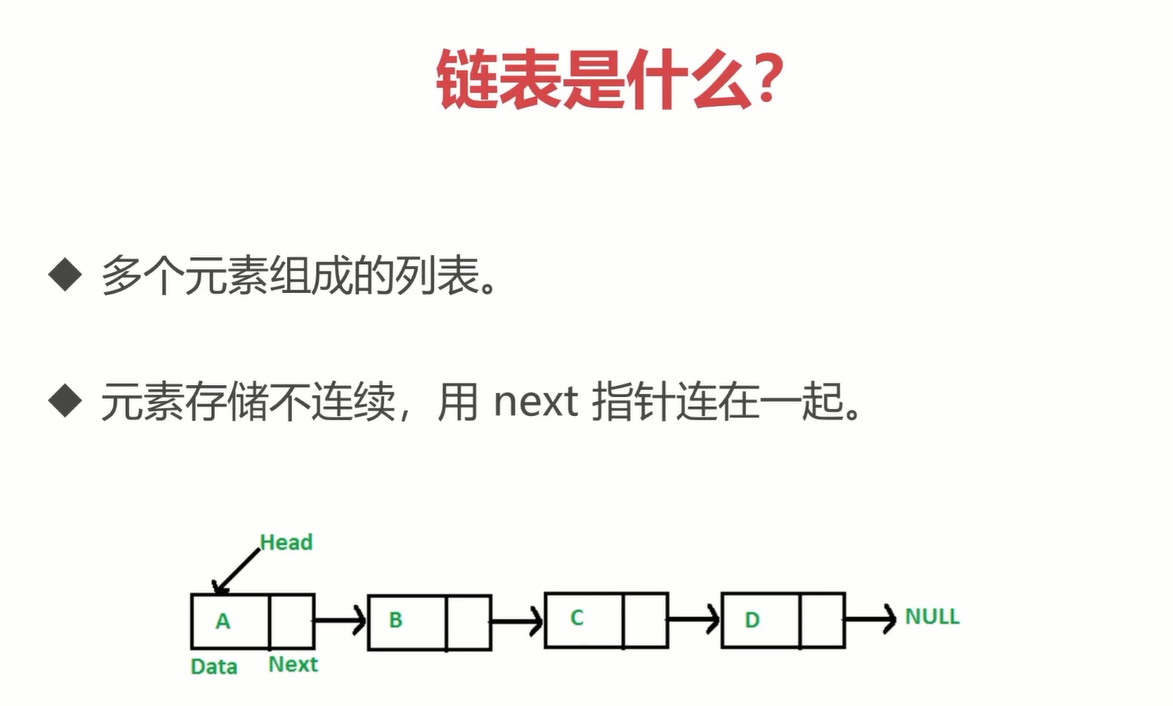 链表是什么？
多个元素组成的列表。
元素存储不连续，用 next 指针连在一起。
Head
A
B
C
D
NULL
Data
Next